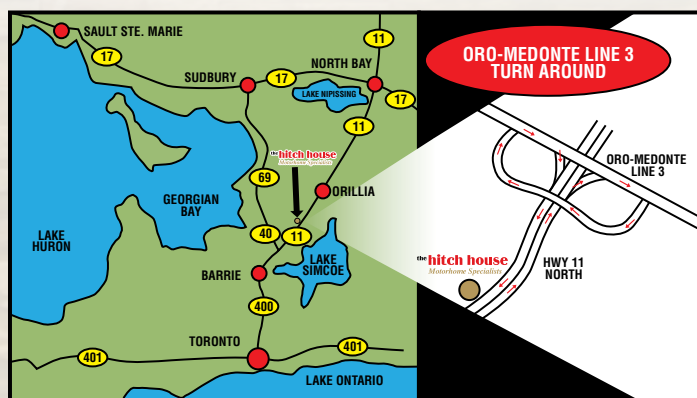 SAULT STE. MARIE
17
SUDBURY
17
11
NORTH BAY
LAKE NIPISSING
17
11
the hitch house
Motorhome Specialists
69
ORILLIA
GEORGIAN
BAY
LAKE
HURON
40
11
LAKE
SIMCOE
BARRIE
400
TORONTO
401
401
LAKE ONTARIO
ORO-MEDONTE LINE 3
TURN AROUND
ORO-MEDONTE
LINE 3
the hitch house
Motorhome Specialists
HWY 11
NORTH